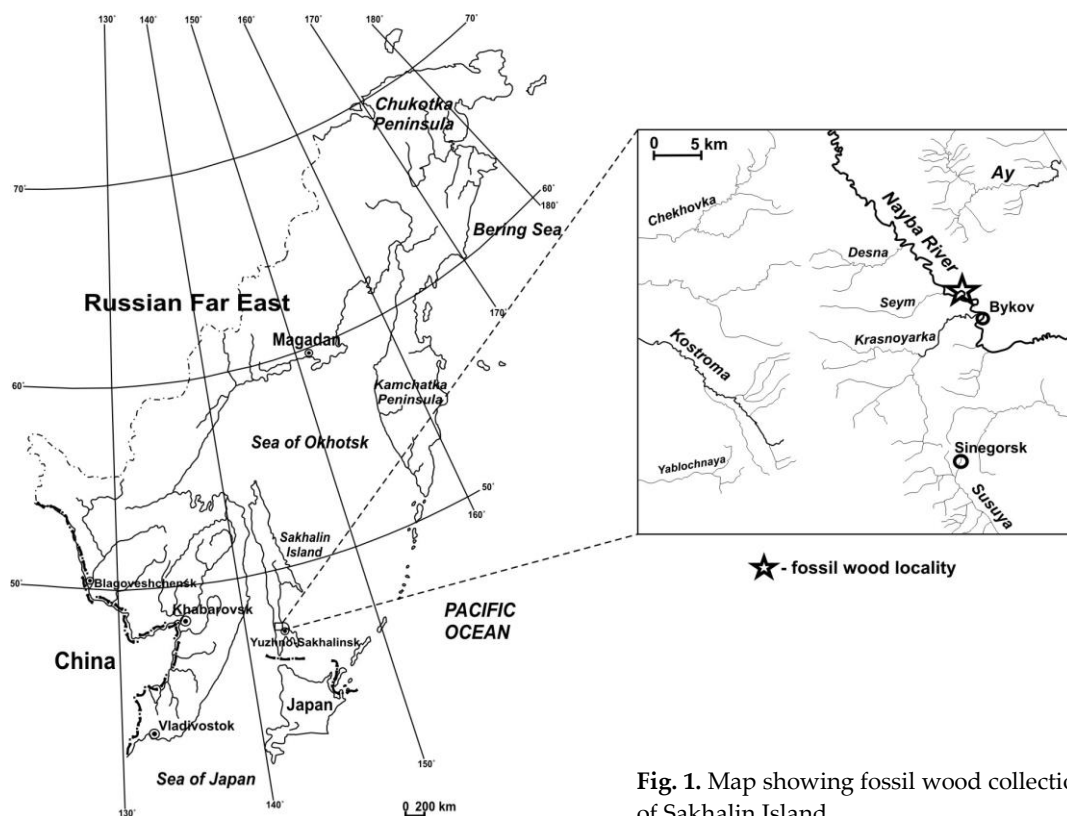 130˚
140˚
150˚
160˚
170˚
180˚
70˚
Chukotka
Peninsula
70˚
60˚
180˚
Bering Sea
Russian Far East
170˚
Magadan
60˚
Kamchatka
Peninsula
Sea of Okhotsk
50˚
160˚
Sakhalin
Island
50˚
Blagoveshchensk
Khabarovsk
PACIFIC
OCEAN
Yuzhno-Sakhalinsk
China
Japan
Vladivostok
150˚
Sea of Japan
140˚
130˚
0 200 km
0 5 km
Ay
Chekhovka
Nayba River
Desna
Seym
Bykov
Krasnoyarka
Kostroma
Sinegorsk
Yablochnaya
Susuya
- fossil wood locality
Fig. 1. Map showing fossil wood collection
of Sakhalin Island